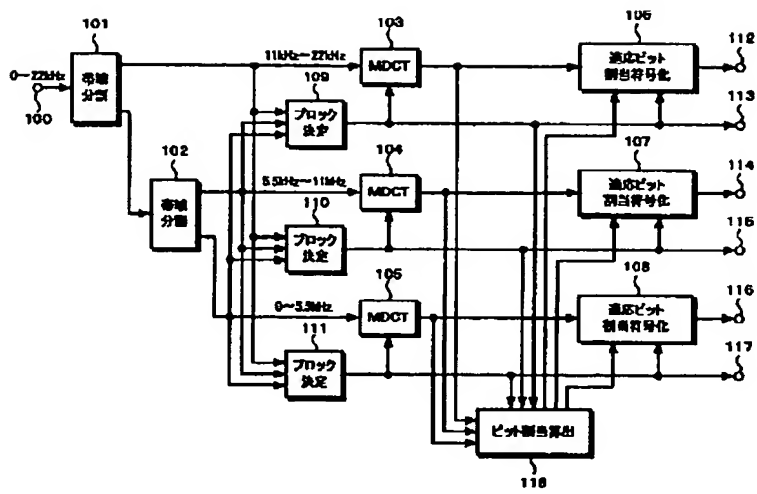 101
0～22kHz
帯域
分割
100
102
帯域
分割
11kHz～22kHz
103
MDCT
109
ブロック
決定
5.5kHz～11kHz
104
MDCT
110
ブロック
決定
0～5.5kHz
105
MDCT
111
ブロック
決定
106
適応ビット
割当符号化
112
113
107
適応ビット
割当符号化
114
115
108
適応ビット
割当符号化
116
117
ビット割当算出
118